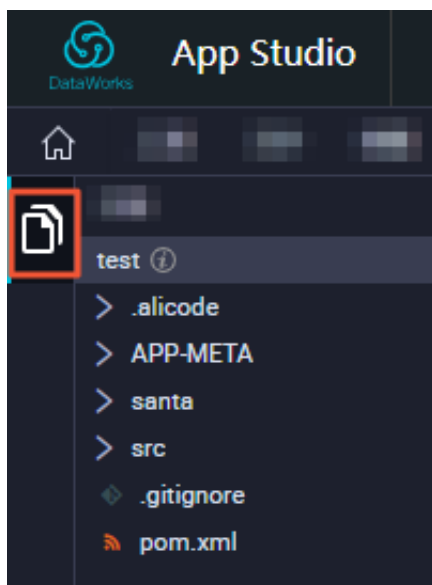 App Studio
DataWorks
test
.alicode
APP-META
santa
src
.gitignore
pom.xml